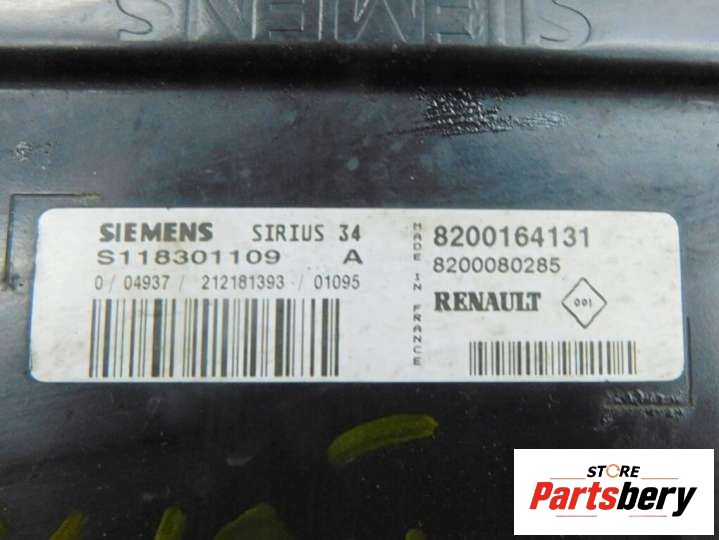 SIEMENS
SIEMENS SIRIUS 34
S118301109 A
0 / 04937 / 212181393 / 01095
MADE IN FRANCE
8200164131
8200080285
RENAULT 001
STORE
Partsbery